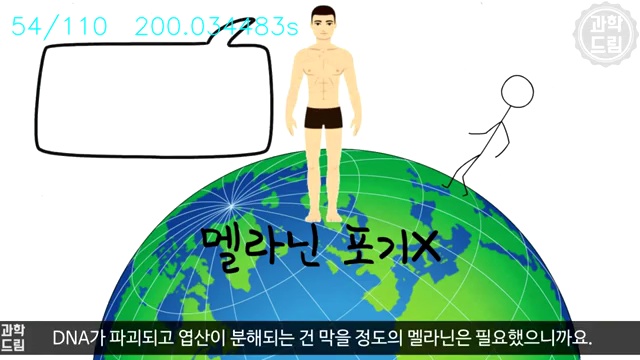 54/110 200.034483s
과학
드림
멜라닌 포기X
과학
드림
DNA가 파괴되고 엽산이 분해되는 건 막을 정도의 멜라닌은 필요했으니까요.